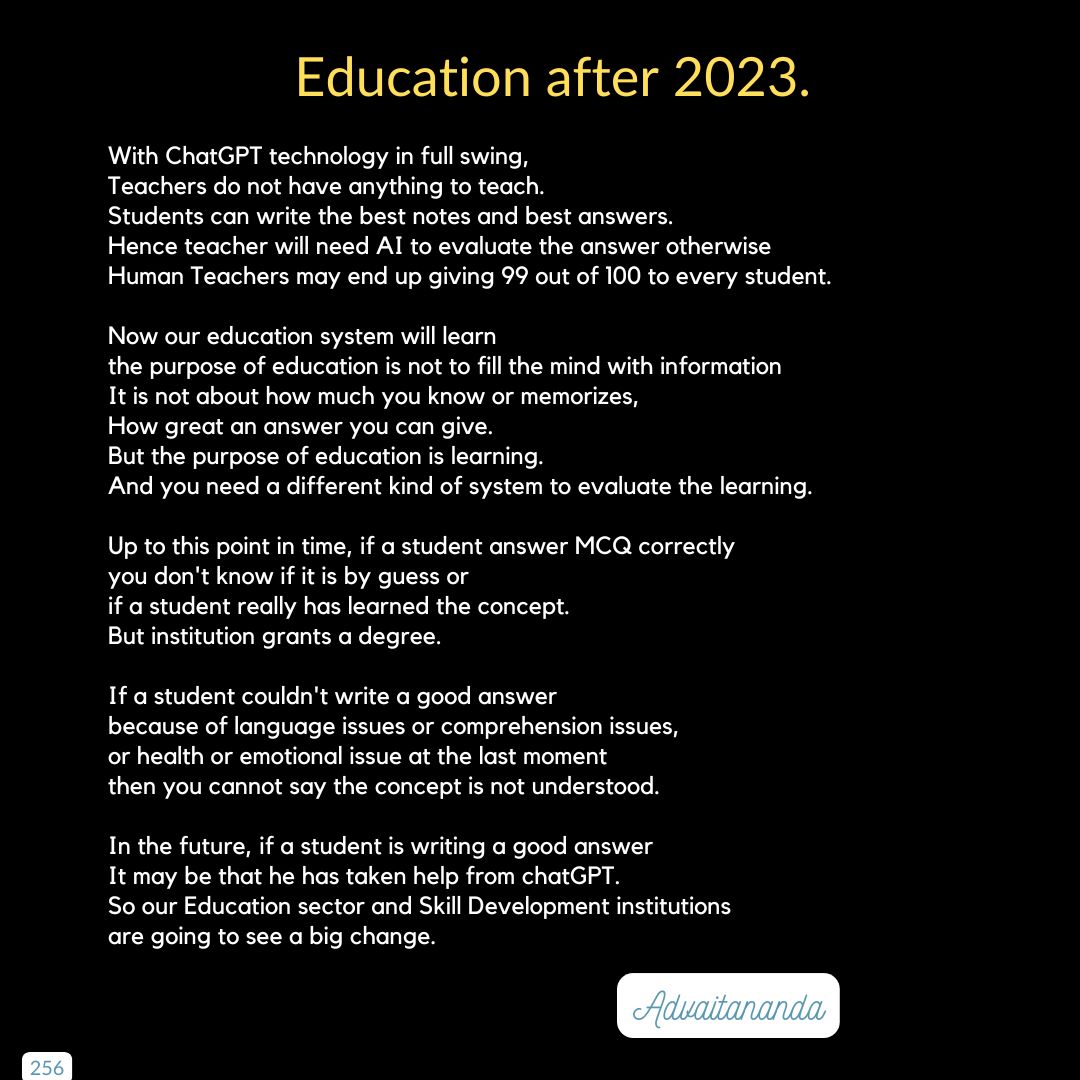 Education after 2023.
With ChatGPT technology in full swing,
Teachers do not have anything to teach.
Students can write the best notes and best answers.
Hence teacher will need AI to evaluate the answer otherwise
Human Teachers may end up giving 99 out of 100 to every student.
Now our education system will learn
the purpose of education is not to fill the mind with information
It is not about how much you know or memorizes,
How great an answer you can give.
But the purpose of education is learning.
And you need a different kind of system to evaluate the learning.
Up to this point in time, if a student answer MCQ correctly
you don't know if it is by guess or
if a student really has learned the concept.
But institution grants a degree.
If a student couldn't write a good answer
because of language issues or comprehension issues,
or health or emotional issue at the last moment
then you cannot say the concept is not understood.
In the future, if a student is writing a good answer
It may be that he has taken help from chatGPT.
So our Education sector and Skill Development institutions
are going to see a big change.
Advaitananda
256